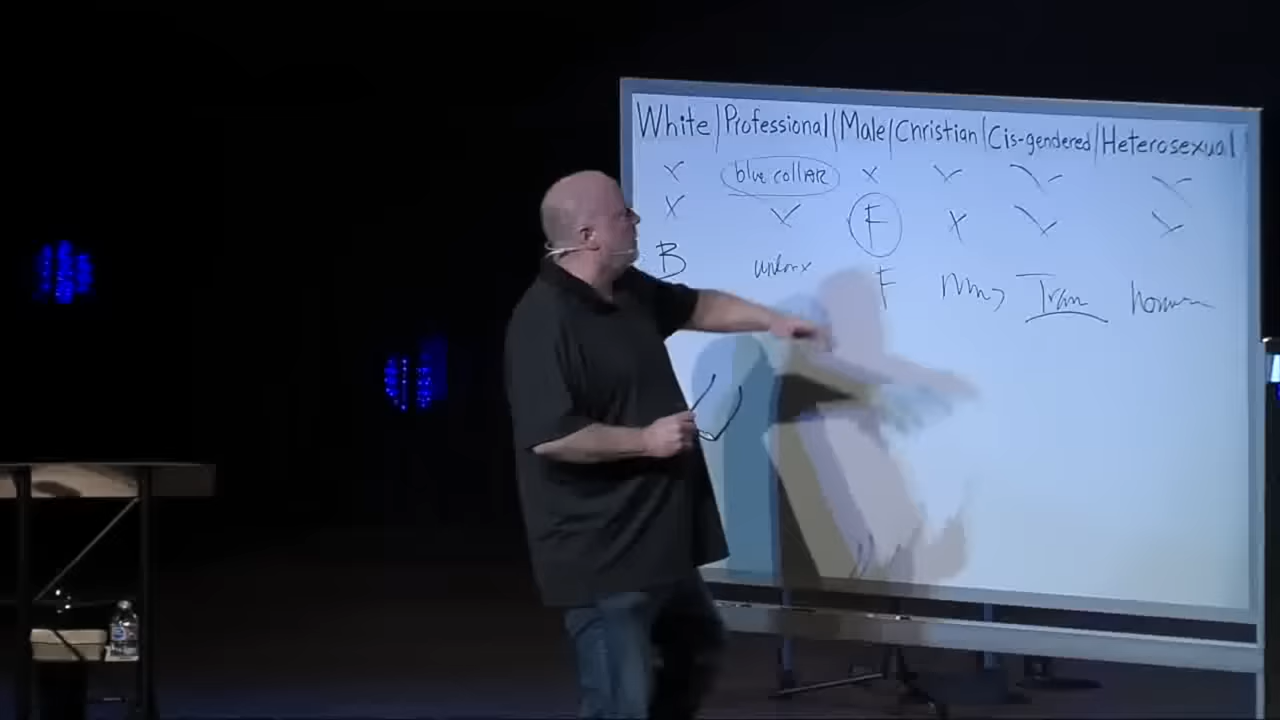 White | Professional | Male | Christian | Cis-gendered | Heterosexual
X blue collAR X ✓ ✓ ✓
X ✓ F X ✓ ✓
B F Tran